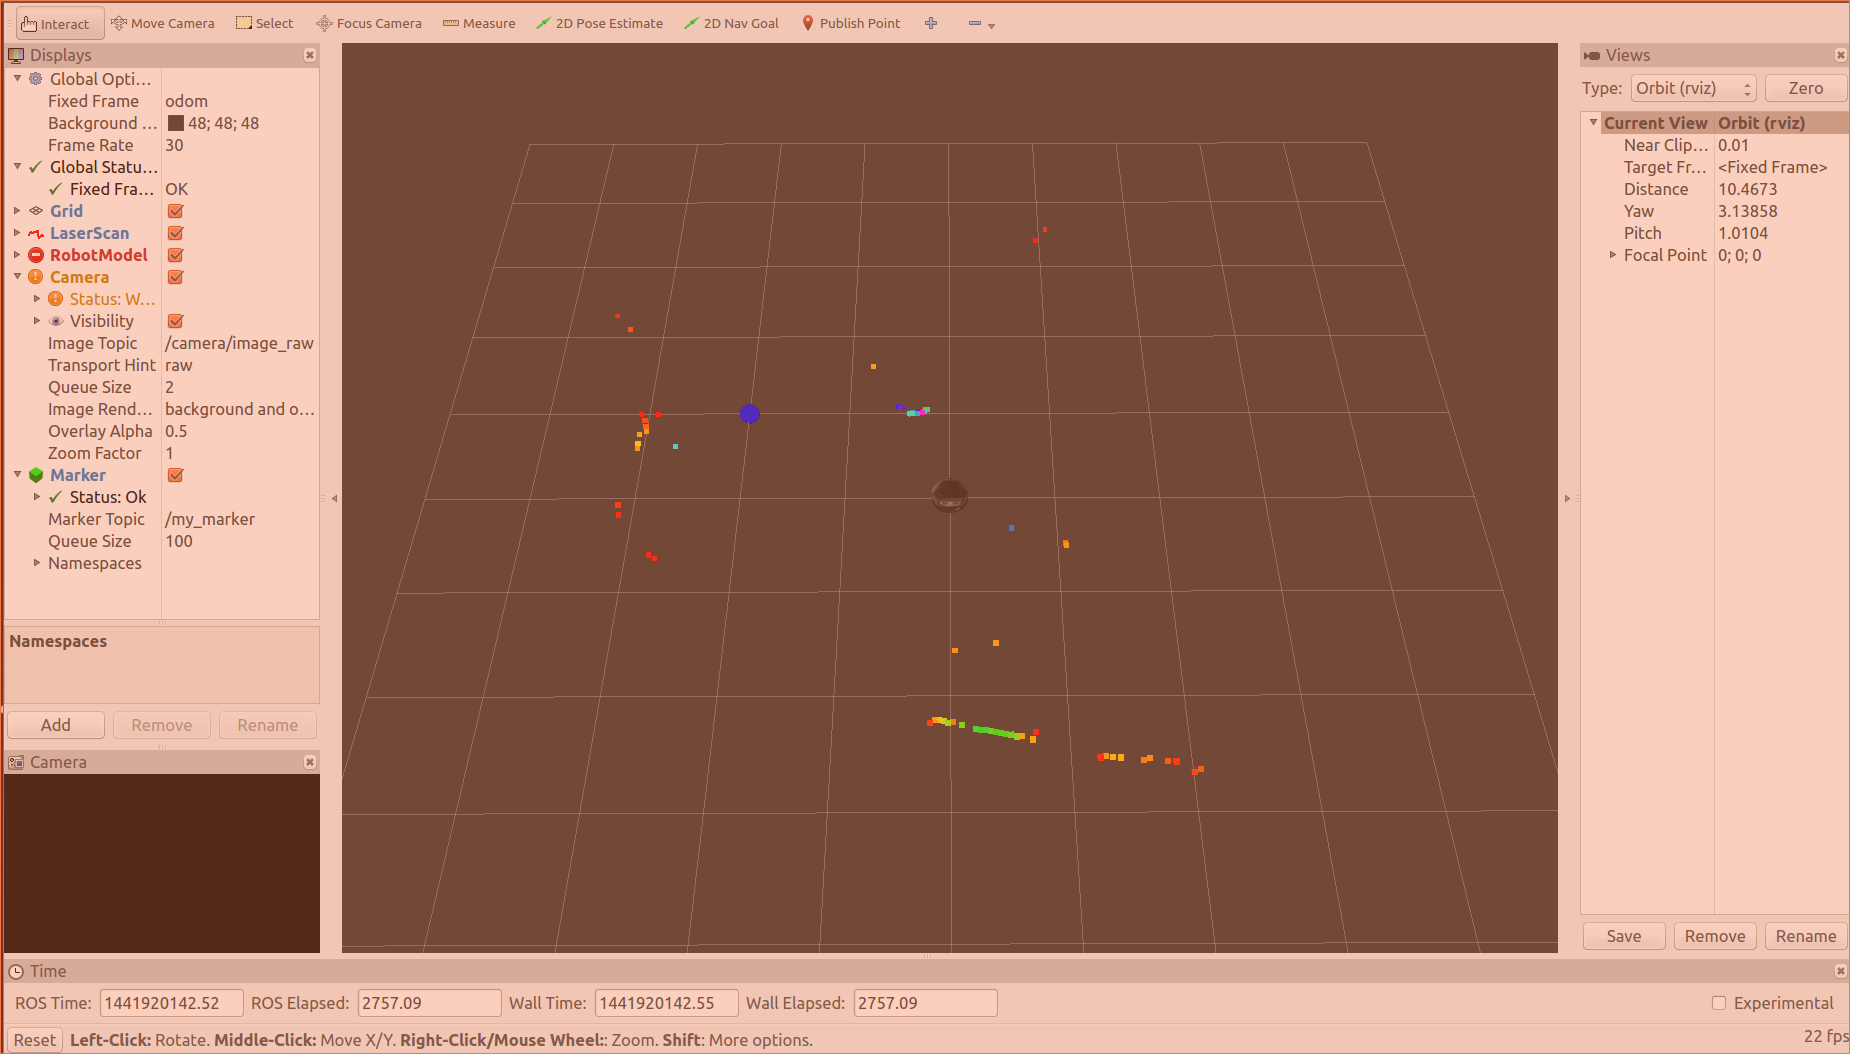 Interact Move Camera Select Focus Camera Measure 2D Pose Estimate 2D Nav Goal Publish Point
Displays
Global Opti...
Fixed Frame odom
Background ... 48; 48; 48
Frame Rate 30
Global Statu...
Fixed Fra... OK
Grid
LaserScan
RobotModel
Camera
Status: W...
Visibility
Image Topic /camera/image_raw
Transport Hint raw
Queue Size 2
Image Rend... background and o...
Overlay Alpha 0.5
Zoom Factor 1
Marker
Status: Ok
Marker Topic /my_marker
Queue Size 100
Namespaces
Namespaces
Add Remove Rename
Camera
Views
Type: Orbit (rviz) Zero
Current View Orbit (rviz)
Near Clip... 0.01
Target Fr... <Fixed Frame>
Distance 10.4673
Yaw 3.13858
Pitch 1.0104
Focal Point 0; 0; 0
Save Remove Rename
Time
ROS Time: 1441920142.52 ROS Elapsed: 2757.09 Wall Time: 1441920142.55 Wall Elapsed: 2757.09 Experimental
Reset Left-Click: Rotate. Middle-Click: Move X/Y. Right-Click/Mouse Wheel:: Zoom. Shift: More options. 22 fps